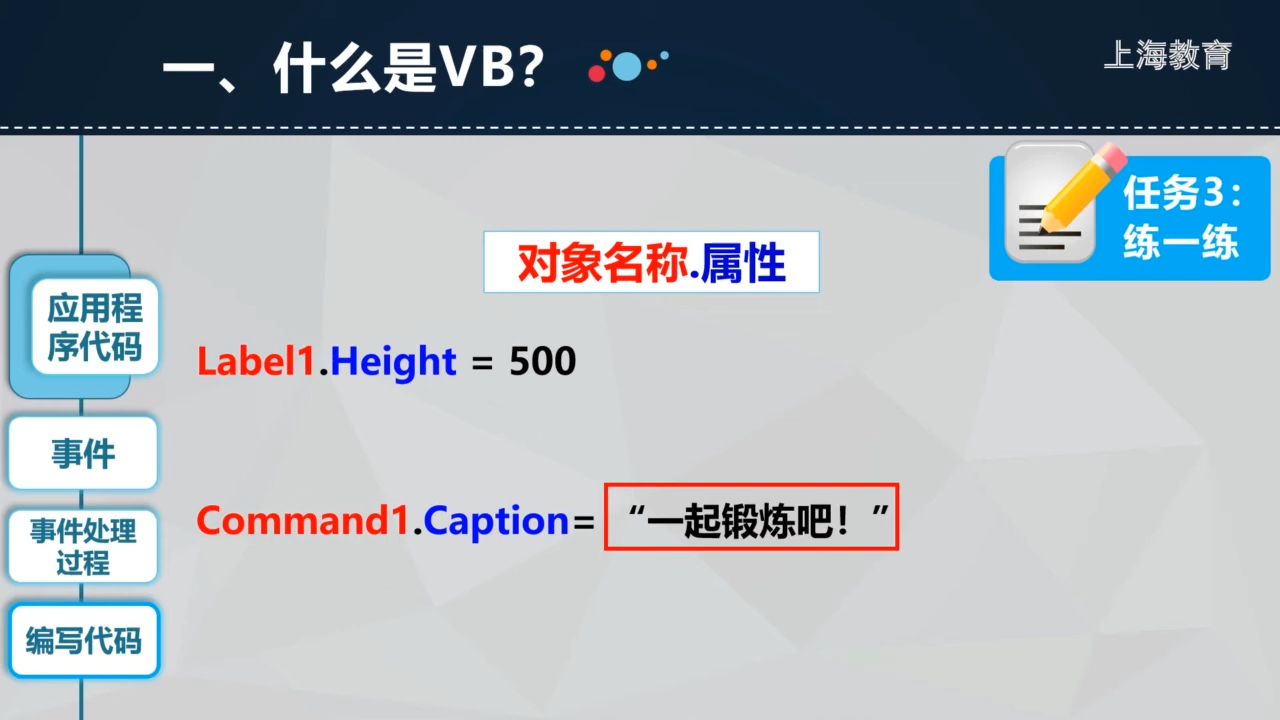 一、什么是VB?
上海教育
任务3：
练一练
对象名称.属性
应用程
序代码
Label1.Height = 500
事件
Command1.Caption= “一起锻炼吧！”
事件处理
过程
编写代码